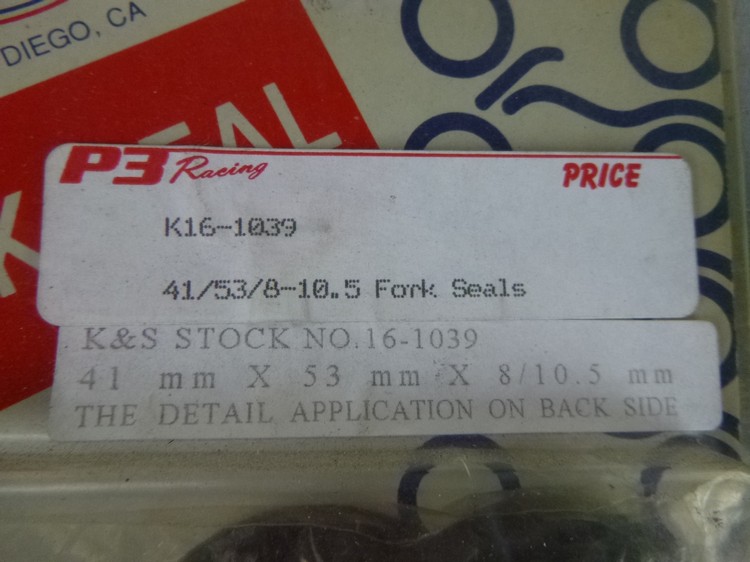 DIEGO, CA
P3 Racing PRICE
K16-1039
41/53/8-10.5 Fork Seals
K&S STOCK NO.16-1039
41 mm X 53 mm X 8/10.5 mm
THE DETAIL APPLICATION ON BACK SIDE